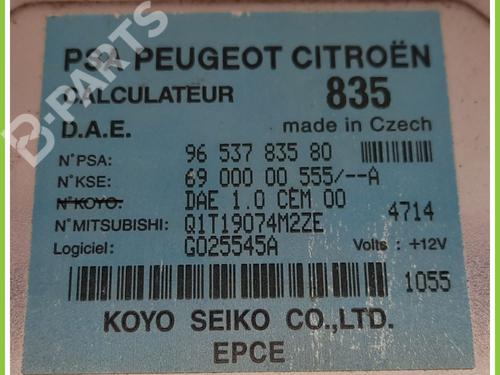 PSA PEUGEOT CITROËN
CALCULATEUR 835
D.A.E. made in Czech
N°PSA: 96 537 835 80
N°KSE: 69 000 00 555/--A
N°KOYO: DAE 1.0 CEM 00
N°MITSUBISHI: Q1T19074M2ZE 4714
Logiciel: G025545A Volts : +12V
1055
KOYO SEIKO CO.,LTD.
EPCE
B-PARTS